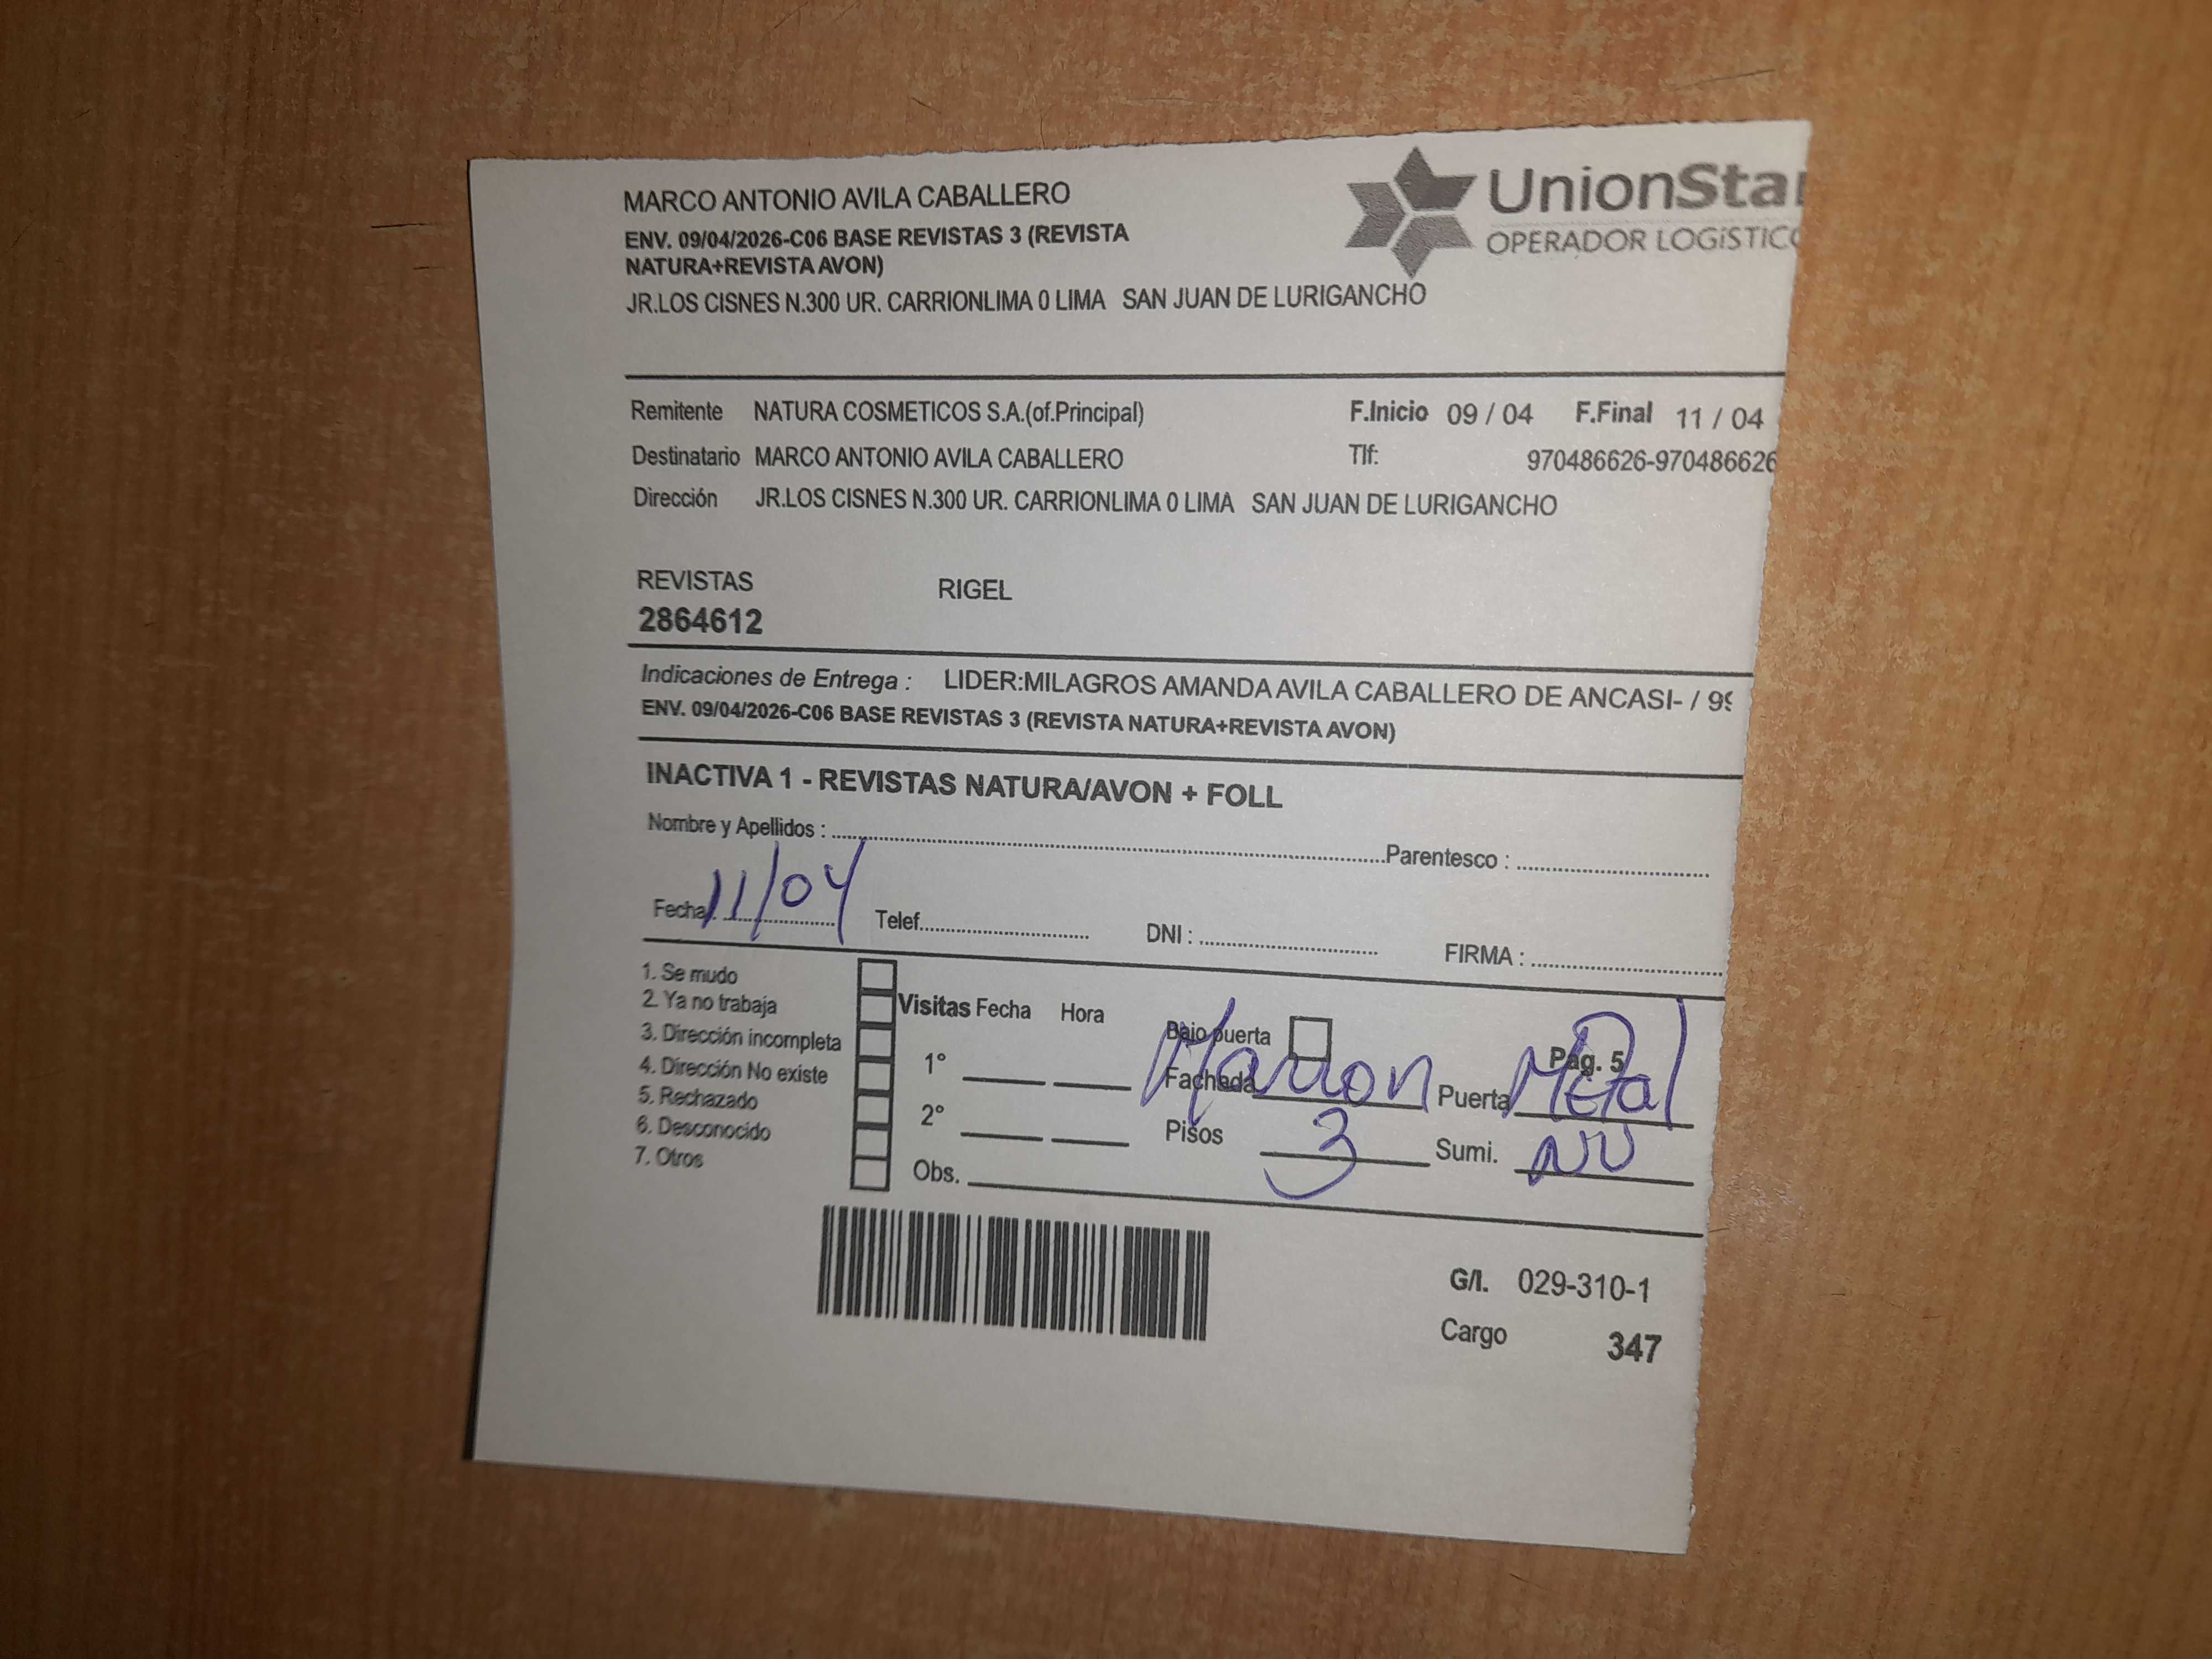 MARCO ANTONIO AVILA CABALLERO
UnionStar
ENV. 09/04/2026-C06 BASE REVISTAS 3 (REVISTA
NATURA+REVISTA AVON)
OPERADOR LOGíSTICO
JR.LOS CISNES N.300 UR. CARRIONLIMA 0 LIMA SAN JUAN DE LURIGANCHO
Remitente NATURA COSMETICOS S.A.(of.Principal) F.Inicio 09 / 04 F.Final 11 / 04
Destinatario MARCO ANTONIO AVILA CABALLERO Tlf: 970486626-970486626
Dirección JR.LOS CISNES N.300 UR. CARRIONLIMA 0 LIMA SAN JUAN DE LURIGANCHO
REVISTAS RIGEL
2864612
Indicaciones de Entrega : LIDER:MILAGROS AMANDA AVILA CABALLERO DE ANCASI- / 99
ENV. 09/04/2026-C06 BASE REVISTAS 3 (REVISTA NATURA+REVISTA AVON)
INACTIVA 1 - REVISTAS NATURA/AVON + FOLL
Nombre y Apellidos : Parentesco :
Fecha: 11/04 Telef. DNI : FIRMA :
1. Se mudo
2. Ya no trabaja
3. Dirección incompleta
4. Dirección No existe
5. Rechazado
6. Desconocido
7. Otros
Visitas Fecha Hora
1°
2°
Obs.
Bajo puerta Pág. 5
Fachada Marron Puerta Metal
Pisos 3 Sumi. NO
G/I. 029-310-1
Cargo 347